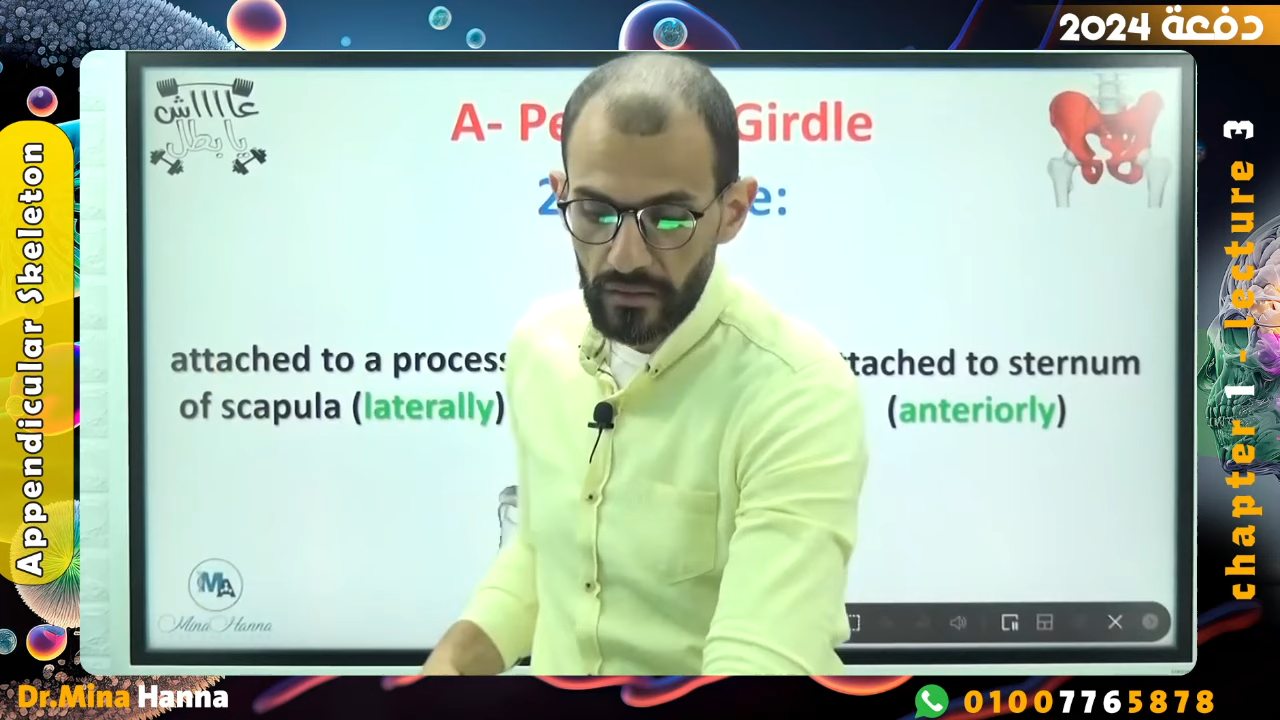 دفعة 2024
عاااااش
يا بطل
A- Pe Girdle
2 e:
attached to a process
of scapula (laterally)
ttached to sternum
(anteriorly)
MA
Mina Hanna
Appendicular Skeleton
chapter 1 - lecture 3
Dr.Mina Hanna
01007765878